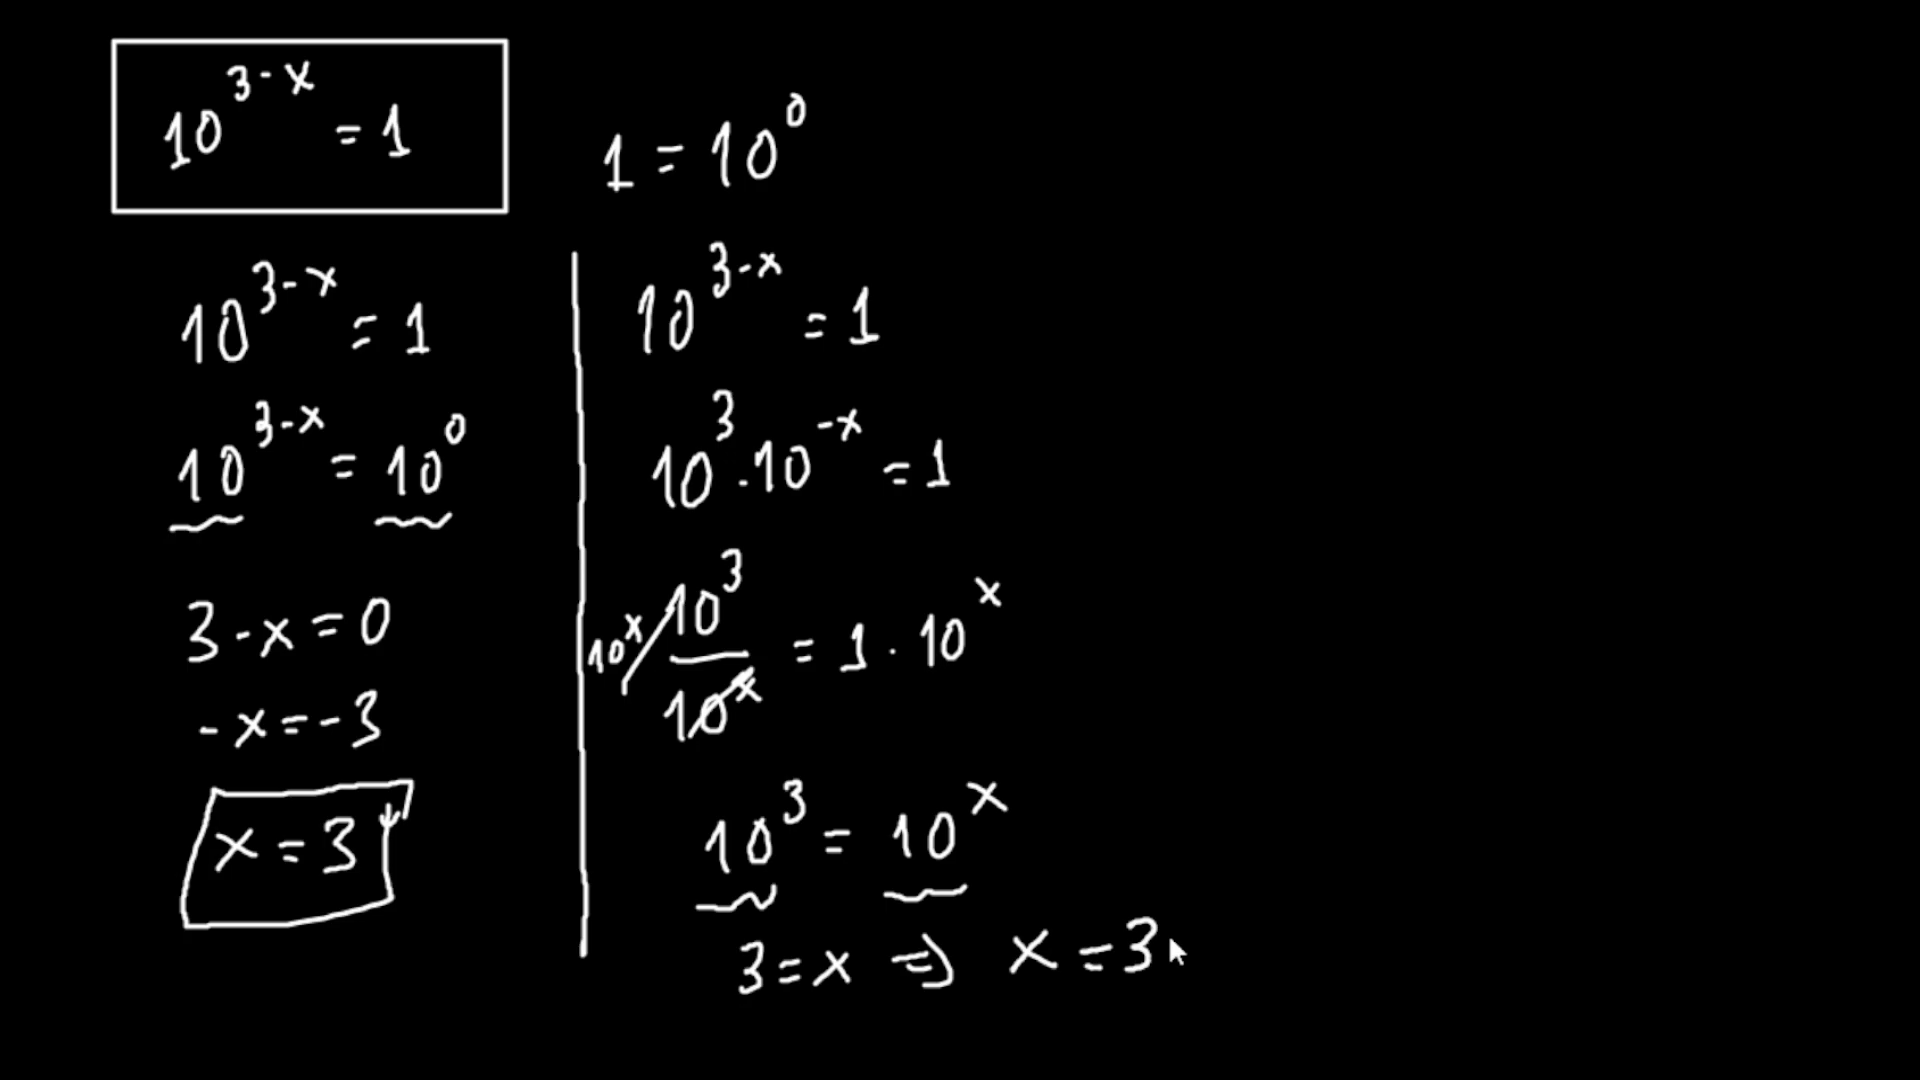 10^{3-x} = 1
1 = 10^0
10^{3-x} = 1
10^{3-x} = 10^0
3 - x = 0
- x = - 3
x = 3
10^{3-x} = 1
10^3 . 10^{-x} = 1
10^x / \frac{10^3}{10^x} = 1 . 10^x
10^3 = 10^x
3 = x ⇒ x = 3